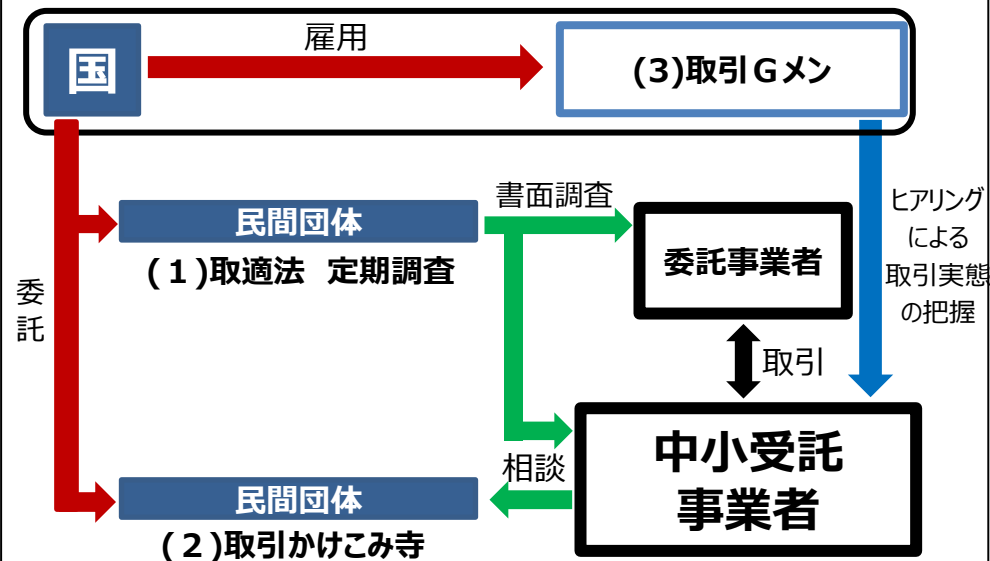 国
雇用
(3)取引Gメン
民間団体
(1)取適法 定期調査
書面調査
委託事業者
ヒアリング
による
取引実態
の把握
委
託
取引
中小受託
事業者
相談
民間団体
(2)取引かけこみ寺